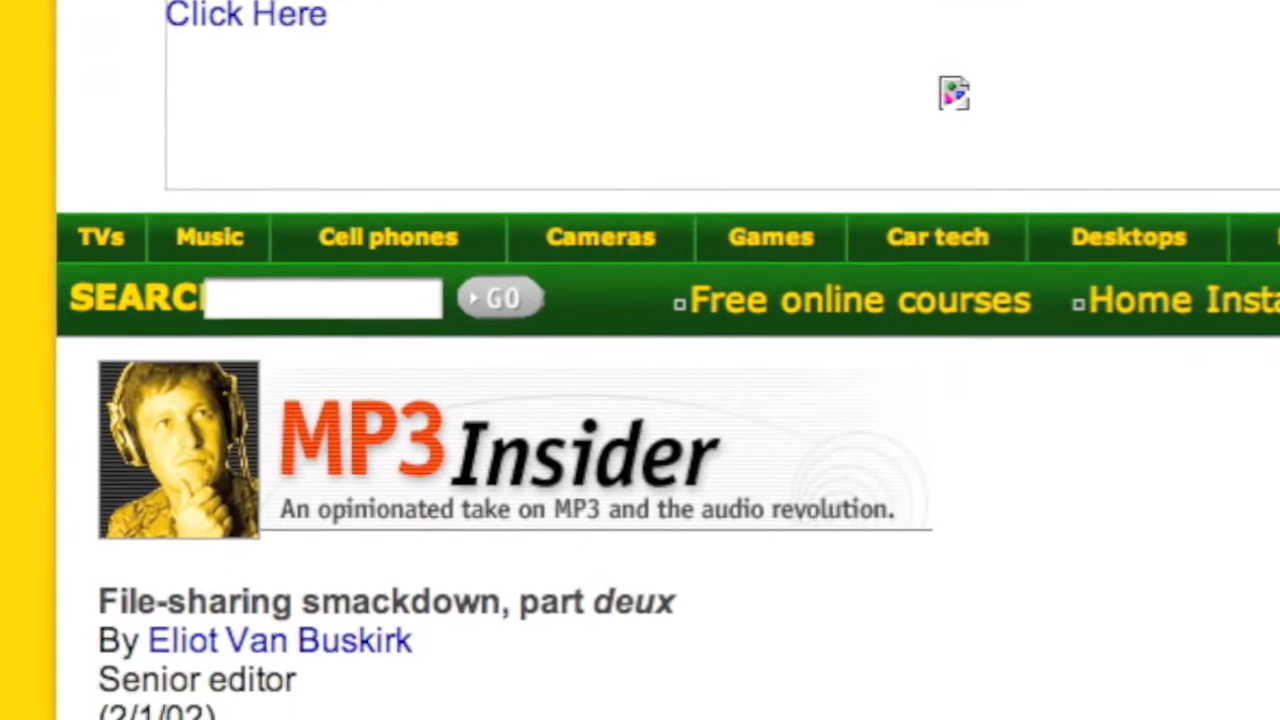 Click Here
TVs Music Cell phones Cameras Games Car tech Desktops
SEARC GO Free online courses Home Insta
MP3 Insider
An opinionated take on MP3 and the audio revolution.
File-sharing smackdown, part deux
By Eliot Van Buskirk
Senior editor
(2/1/02)